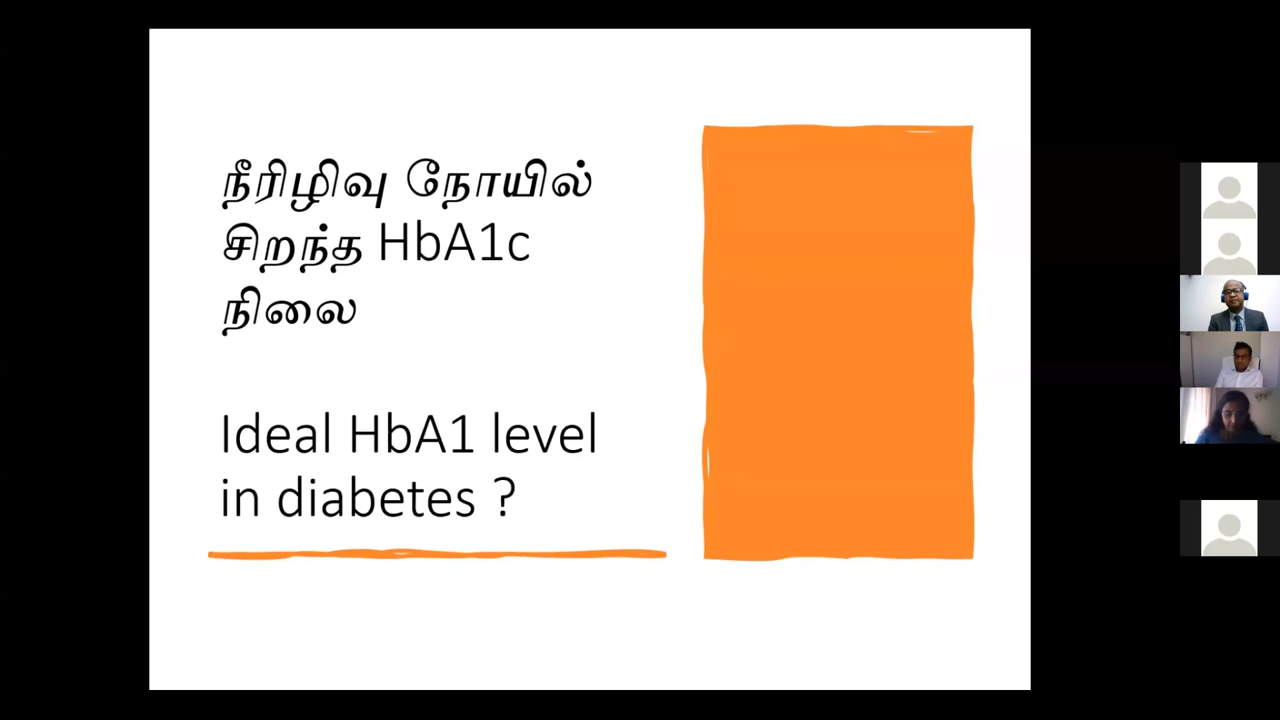 நீரிழிவு நோயில்
சிறந்த HbA1c
நிலை
Ideal HbA1 level
in diabetes ?